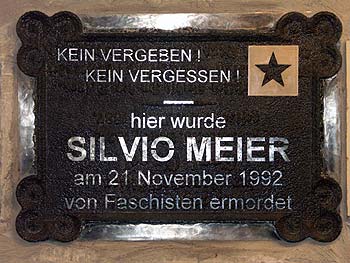 KEIN VERGEBEN!
KEIN VERGESSEN!
hier wurde
SILVIO MEIER
am 21 November 1992
von Faschisten ermordet